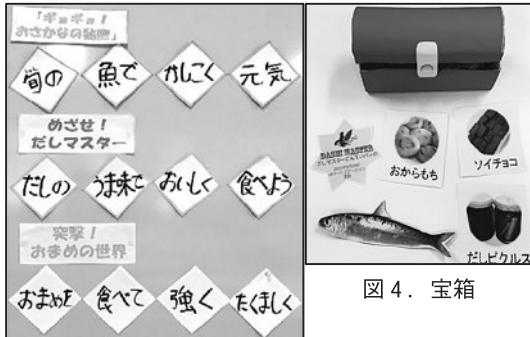 「ギョギョ!
おさかなの秘密」
旬の 魚で かしこく 元気
めざせ!
だしマスター
だしの うま味で おいしく 食べよう
突撃!
おまめの世界
おまめを 食べて 強く たくましく
DASHI MASTER
おからもち
ソイチョコ
だしピクルス
図4. 宝箱